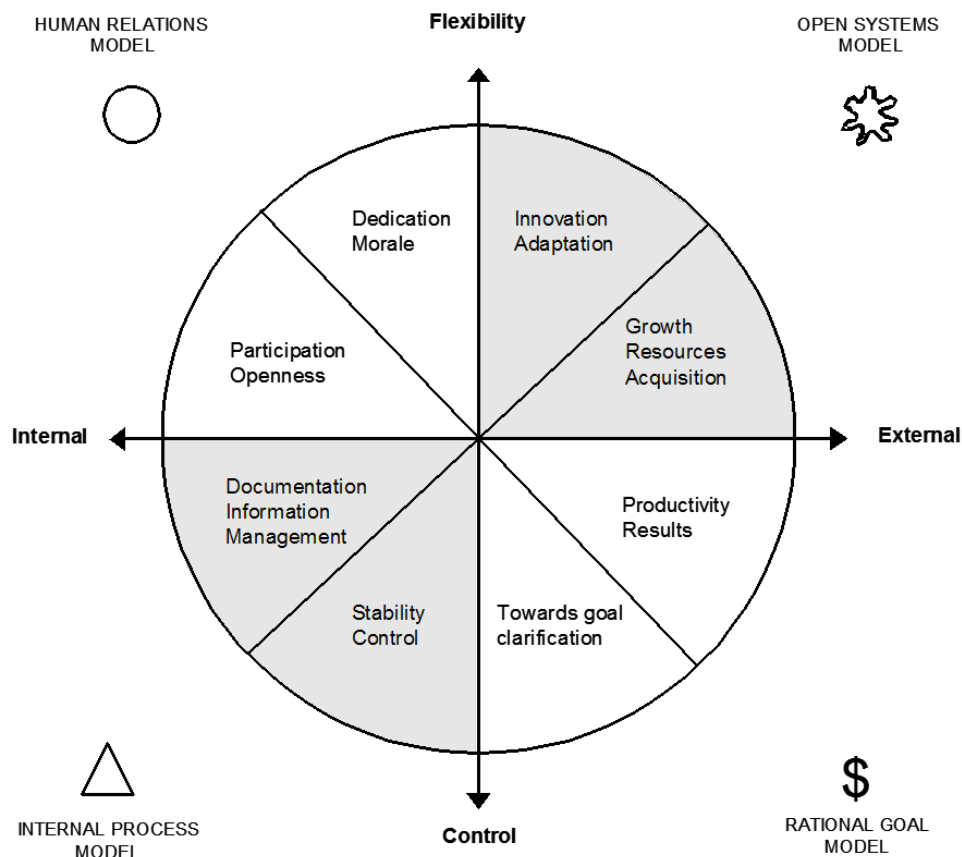 HUMAN RELATIONS
MODEL
Flexibility
OPEN SYSTEMS
MODEL
Dedication
Morale
Innovation
Adaptation
Participation
Openness
Growth
Resources
Acquisition
Internal
External
Documentation
Information
Management
Productivity
Results
Stability
Control
Towards goal
clarification
$
INTERNAL PROCESS
MODEL
Control
RATIONAL GOAL
MODEL